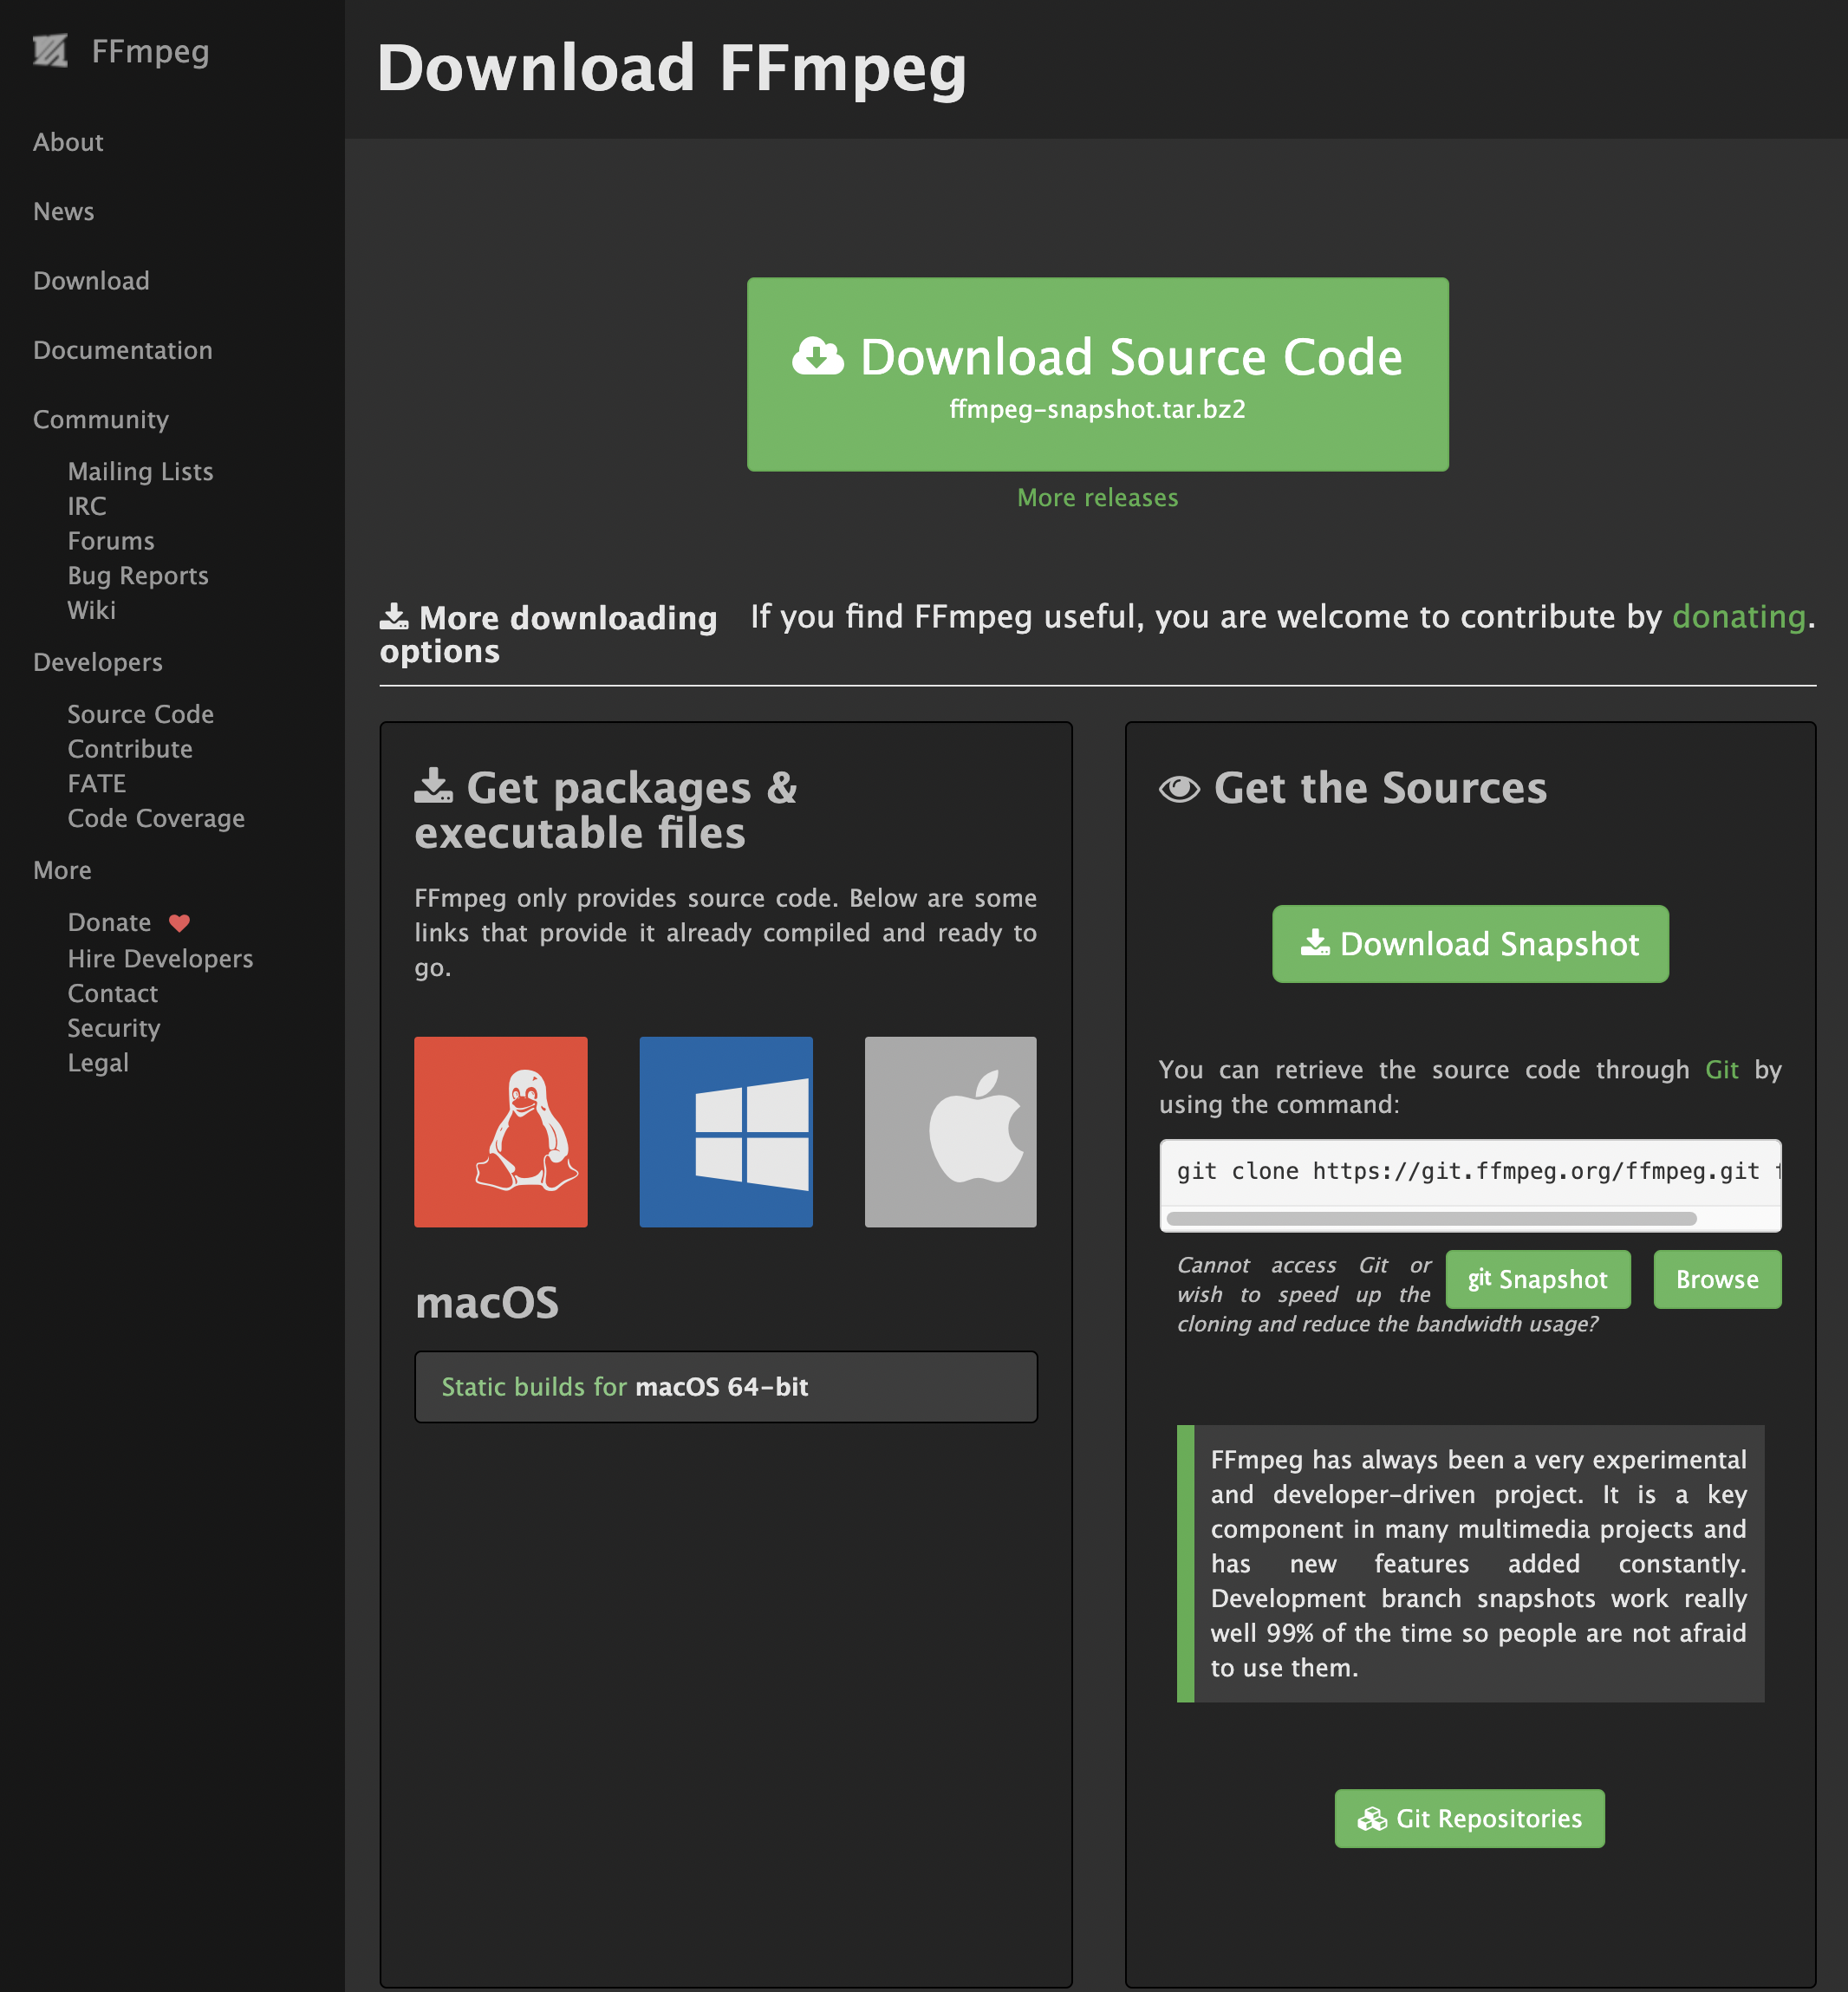 FFmpeg
About
News
Download
Documentation
Community
Mailing Lists
IRC
Forums
Bug Reports
Wiki
Developers
Source Code
Contribute
FATE
Code Coverage
More
Donate
Hire Developers
Contact
Security
Legal
Download FFmpeg
Download Source Code
ffmpeg-snapshot.tar.bz2
More releases
More downloading
options
If you find FFmpeg useful, you are welcome to contribute by donating.
Get packages &
executable files
FFmpeg only provides source code. Below are some
links that provide it already compiled and ready to
go.
macOS
Static builds for macOS 64-bit
Get the Sources
Download Snapshot
You can retrieve the source code through Git by
using the command:
git clone https://git.ffmpeg.org/ffmpeg.git
Cannot access Git or
wish to speed up the
cloning and reduce the bandwidth usage?
git Snapshot
Browse
FFmpeg has always been a very experimental
and developer-driven project. It is a key
component in many multimedia projects and
has new features added constantly.
Development branch snapshots work really
well 99% of the time so people are not afraid
to use them.
Git Repositories